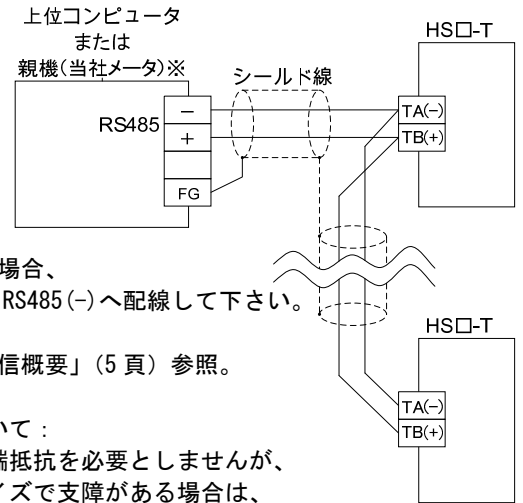 上位コンピュータ
または
親機(当社メータ)※
HS□-T
シールド線
RS485
−
+
FG
TA(−)
TB(+)
場合、
RS485(−)へ配線して下さい。
信概要」(5頁) 参照。
HS□-T
いて:
端抵抗を必要としませんが、
イズで支障がある場合は、
TA(−)
TB(+)